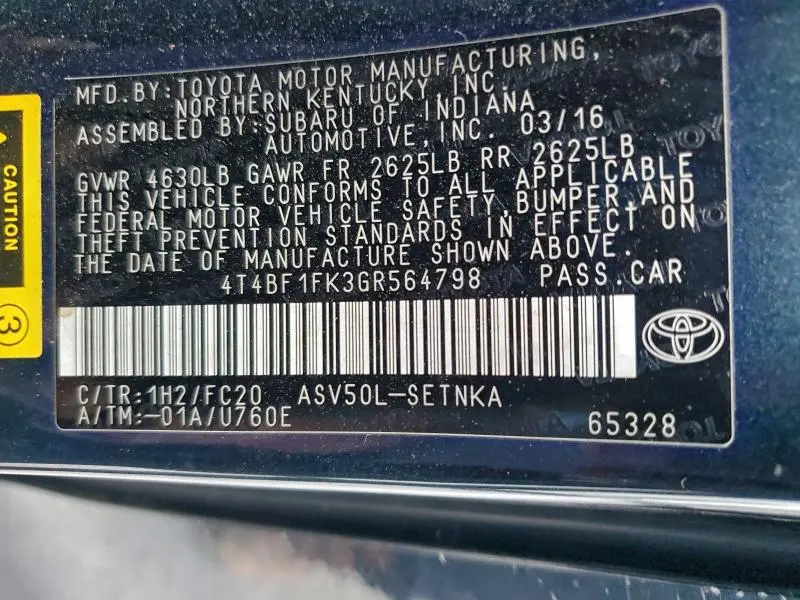 MFD.BY:TOYOTA MOTOR MANUFACTURING,
NORTHERN KENTUCKY, INC.
ASSEMBLED BY:SUBARU OF INDIANA
AUTOMOTIVE,INC. 03/16
GVWR 4630LB GAWR FR 2625LB RR 2625LB
THIS VEHICLE CONFORMS TO ALL APPLICABLE
FEDERAL MOTOR VEHICLE SAFETY,BUMPER,AND
THEFT PREVENTION STANDARDS IN EFFECT ON
THE DATE OF MANUFACTURE SHOWN ABOVE.
4T4BF1FK3GR564798 PASS.CAR
C/TR:1H2/FC20 ASV50L-SETNKA
A/TM:-01A/U760E
65328
CAUTION
3